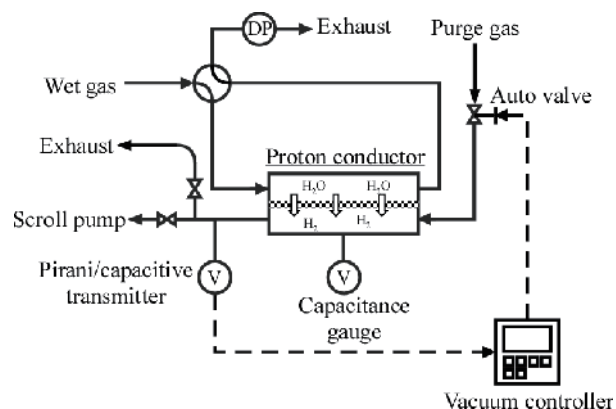 DP
Exhaust
Purge gas
Wet gas
Auto valve
Exhaust
Proton conductor
H₂O
H₂O
H₂
H₂
Scroll pump
Pirani/capacitive
transmitter
V
V
Capacitance
gauge
Vacuum controller